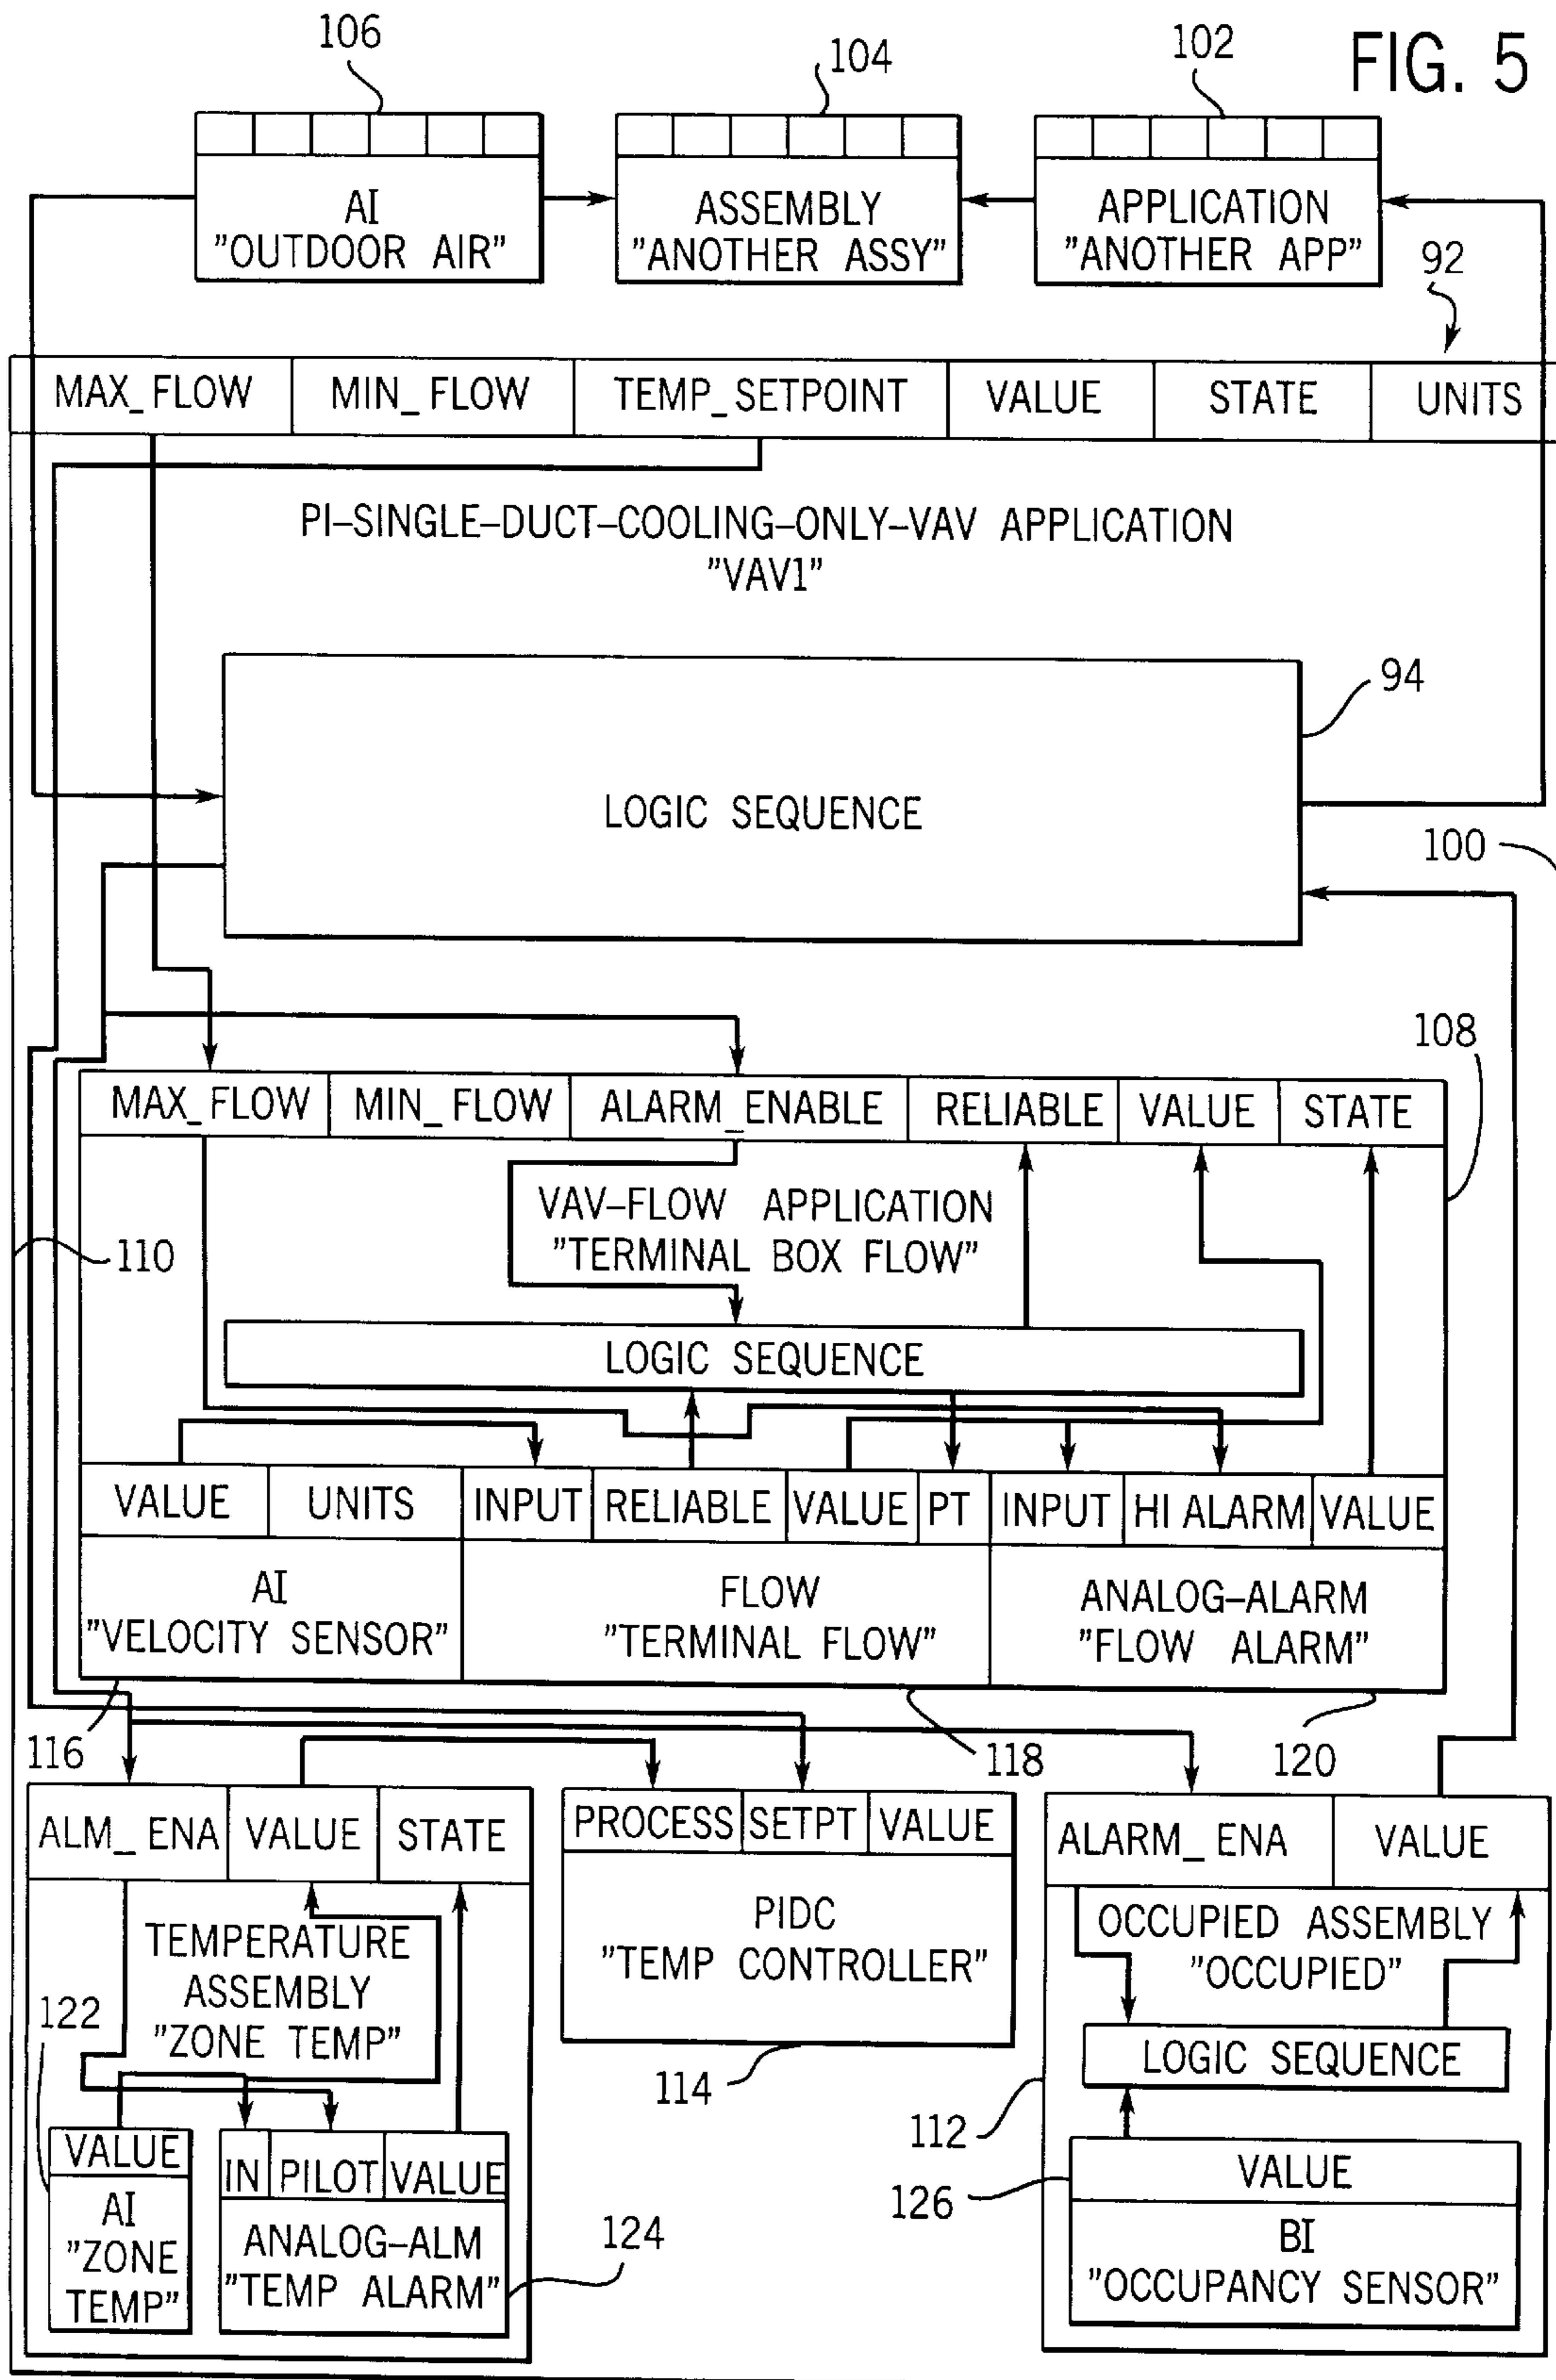 FIG. 5
106
104
102
AI
"OUTDOOR AIR"
ASSEMBLY
"ANOTHER ASSY"
APPLICATION
"ANOTHER APP"
92
MAX_FLOW MIN_FLOW TEMP_SETPOINT VALUE STATE UNITS
PI–SINGLE–DUCT–COOLING–ONLY–VAV APPLICATION
"VAV1"
94
LOGIC SEQUENCE
100
108
MAX_FLOW MIN_FLOW ALARM_ENABLE RELIABLE VALUE STATE
VAV–FLOW APPLICATION
"TERMINAL BOX FLOW"
110
LOGIC SEQUENCE
VALUE UNITS INPUT RELIABLE VALUE PT INPUT HI ALARM VALUE
AI
"VELOCITY SENSOR"
FLOW
"TERMINAL FLOW"
ANALOG–ALARM
"FLOW ALARM"
116
118
120
ALM_ENA VALUE STATE
PROCESS SETPT VALUE
ALARM_ENA VALUE
TEMPERATURE
ASSEMBLY
"ZONE TEMP"
122
PIDC
"TEMP CONTROLLER"
114
OCCUPIED ASSEMBLY
"OCCUPIED"
LOGIC SEQUENCE
112
VALUE
AI
"ZONE
TEMP"
IN PILOT VALUE
ANALOG–ALM
"TEMP ALARM"
124
126
VALUE
BI
"OCCUPANCY SENSOR"